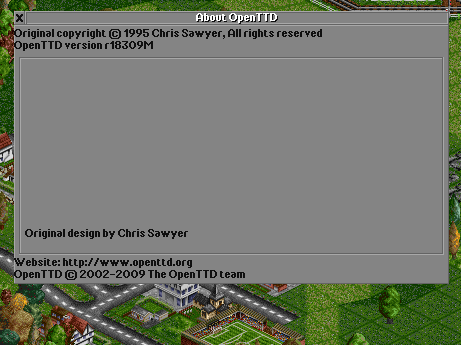 About OpenTTD
Original copyright © 1995 Chris Sawyer, All rights reserved
OpenTTD version r18309M
Original design by Chris Sawyer
Website: http://www.openttd.org
OpenTTD © 2002-2009 The OpenTTD team